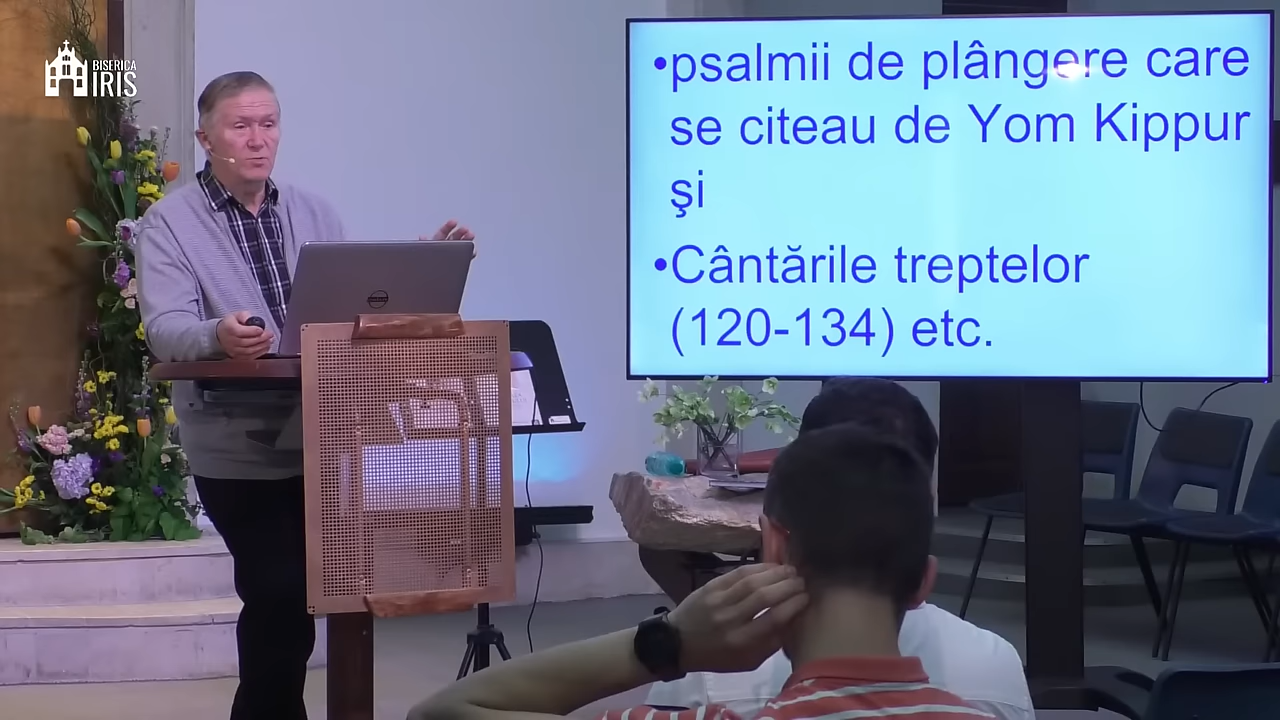 BISERICA
IRIS
•psalmii de plângere care
se citeau de Yom Kippur
şi
•Cântările treptelor
(120-134) etc.